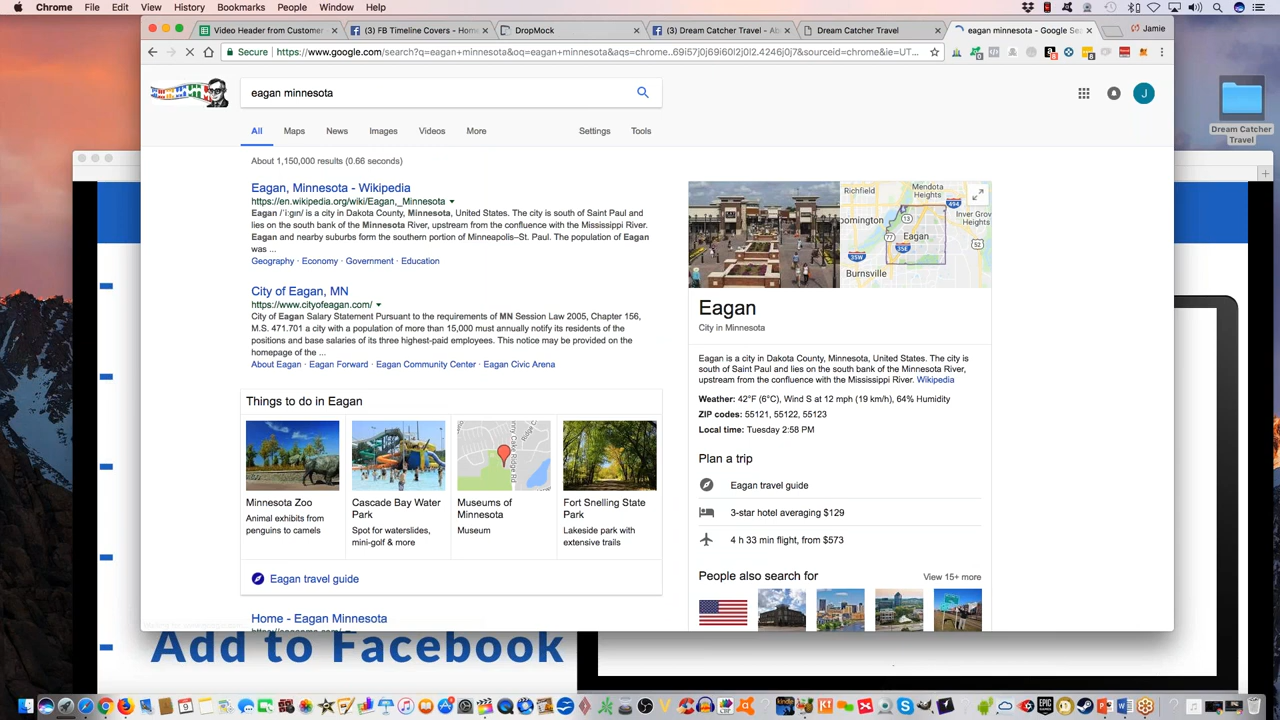 Chrome File Edit View History Bookmarks People Window Help
Video Header from Customer
(3) FB Timeline Covers - Home
DropMock
(3) Dream Catcher Travel - Ab
Dream Catcher Travel
eagan minnesota - Google Se
Jamie
Secure https://www.google.com/search?q=eagan+minnesota&oq=eagan+minnesota&aqs=chrome..69i57j0j69i60l2j0l2.4246j0j7&sourceid=chrome&ie=UT...
eagan minnesota
J
All Maps News Images Videos More Settings Tools
About 1,150,000 results (0.66 seconds)
Eagan, Minnesota - Wikipedia
https://en.wikipedia.org/wiki/Eagan,_Minnesota
Eagan /ˈiːɡɪn/ is a city in Dakota County, Minnesota, United States. The city is south of Saint Paul and
lies on the south bank of the Minnesota River, upstream from the confluence with the Mississippi River.
Eagan and nearby suburbs form the southern portion of Minneapolis–St. Paul. The population of Eagan
was ...
Geography · Economy · Government · Education
City of Eagan, MN
https://www.cityofeagan.com/
City of Eagan Salary Statement Pursuant to the requirements of MN Session Law 2005, Chapter 156,
M.S. 471.701 a city with a population of more than 15,000 must annually notify its residents of the
positions and base salaries of its three highest-paid employees. This notice may be provided on the
homepage of the ...
About Eagan · Eagan Forward · Eagan Community Center · Eagan Civic Arena
Things to do in Eagan
Minnesota Zoo
Animal exhibits from
penguins to camels
Cascade Bay Water
Park
Spot for waterslides,
mini-golf & more
Museums of
Minnesota
Museum
Fort Snelling State
Park
Lakeside park with
extensive trails
Eagan travel guide
Home - Eagan Minnesota
Richfield
Mendota
Heights
494
oomington
13
Inver Grov
Heights
77
Eagan
52
35E
35W
Burnsville
Eagan
City in Minnesota
Eagan is a city in Dakota County, Minnesota, United States. The city is
south of Saint Paul and lies on the south bank of the Minnesota River,
upstream from the confluence with the Mississippi River. Wikipedia
Weather: 42°F (6°C), Wind S at 12 mph (19 km/h), 64% Humidity
ZIP codes: 55121, 55122, 55123
Local time: Tuesday 2:58 PM
Plan a trip
Eagan travel guide
3-star hotel averaging $129
4 h 33 min flight, from $573
People also search for
View 15+ more
Dream Catcher
Travel
Add to Facebook